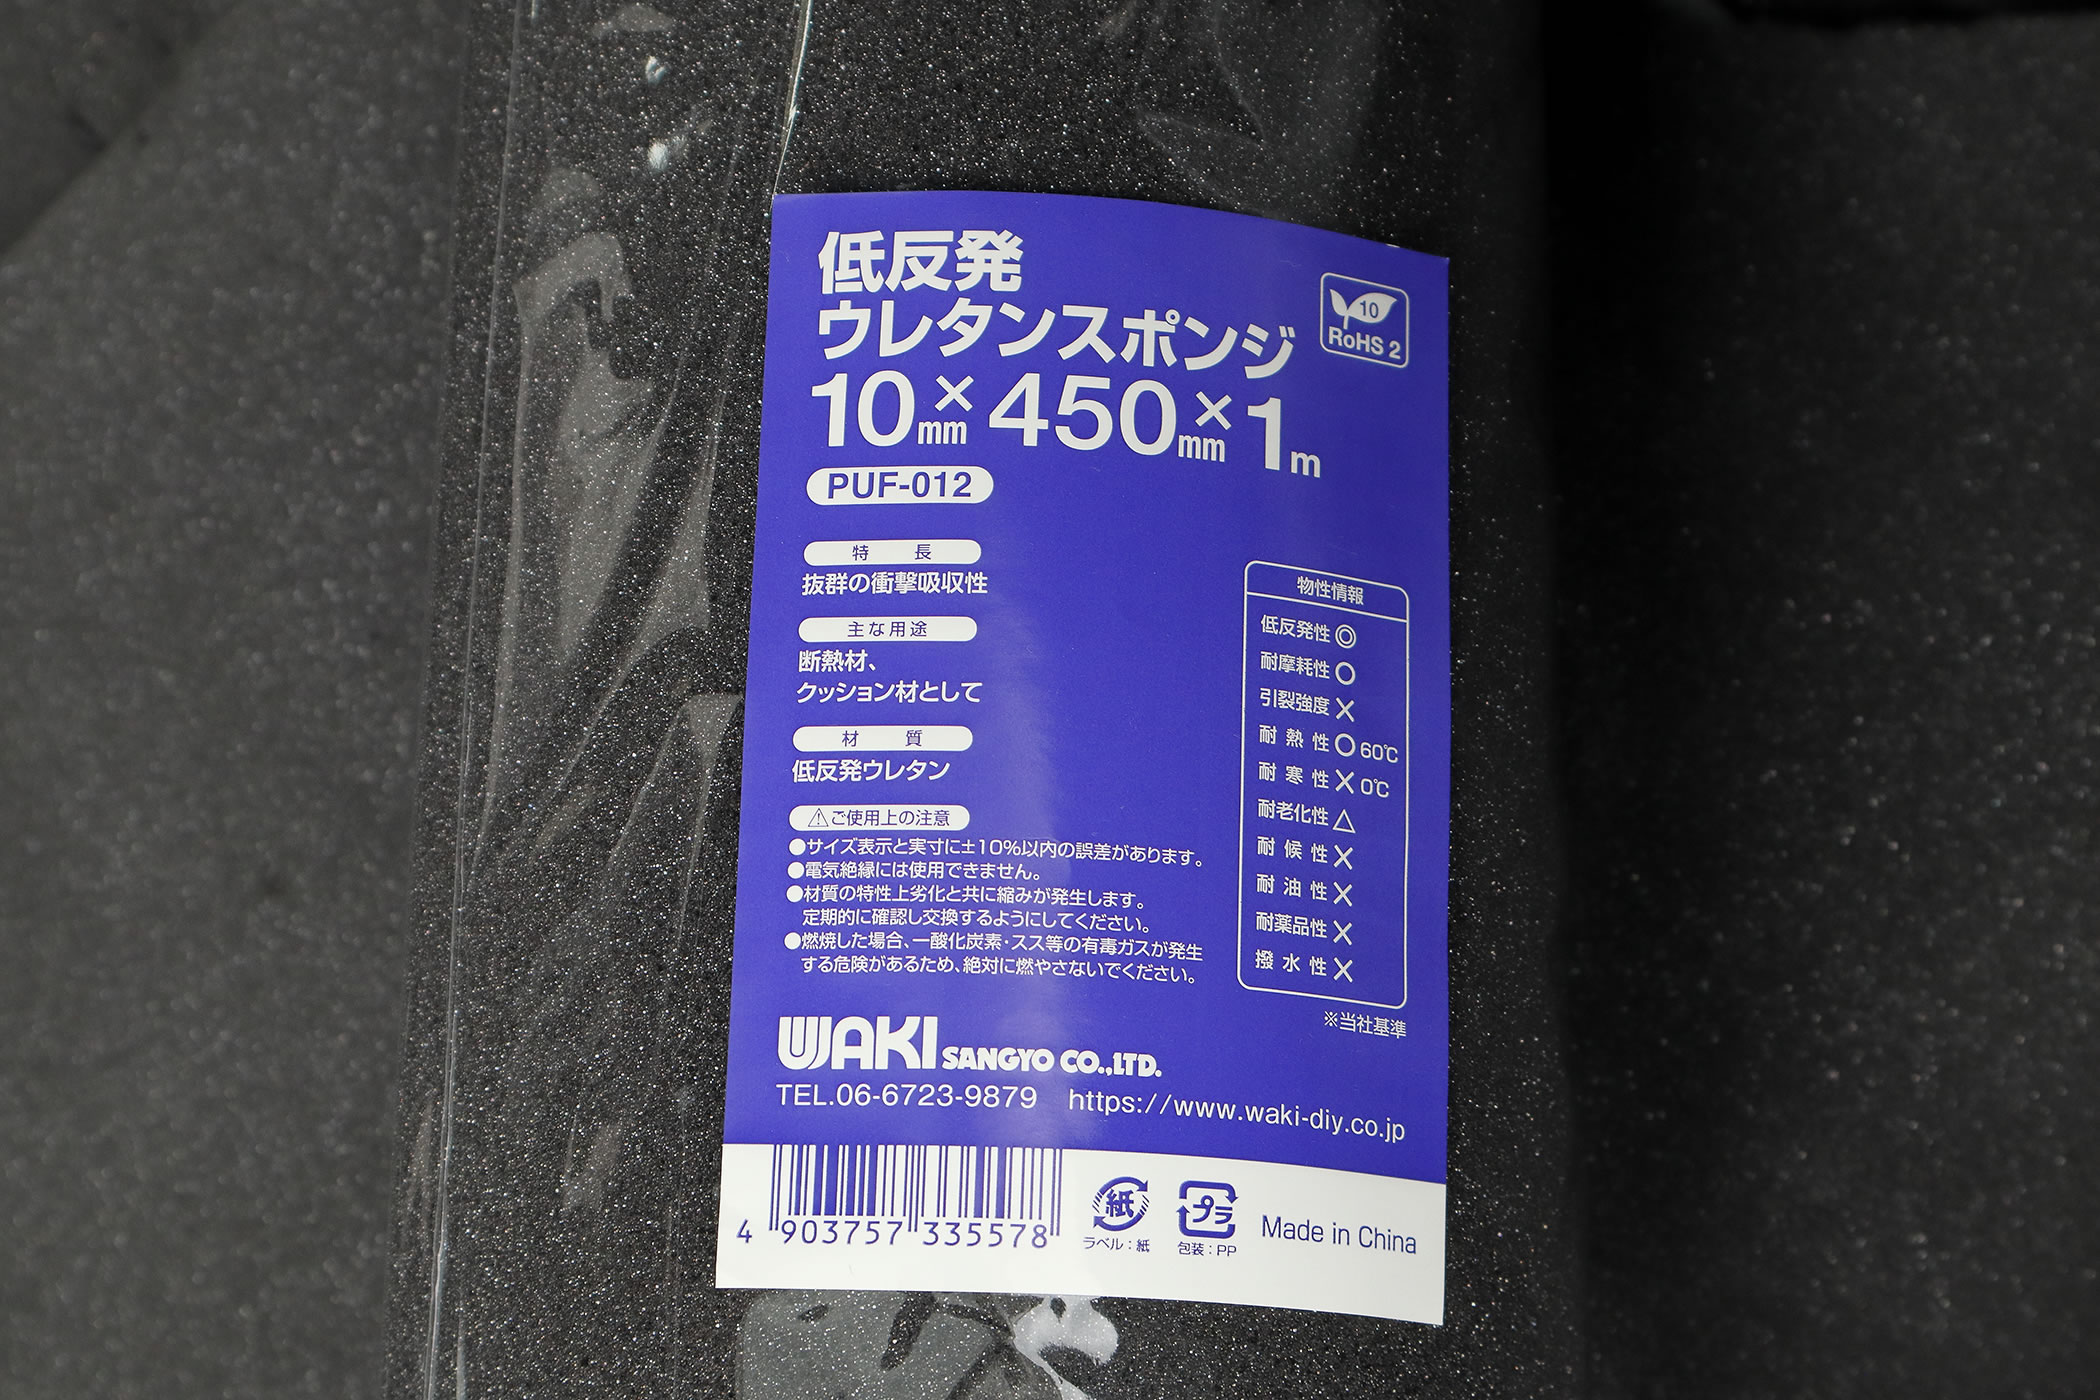 低反発
ウレタンスポンジ
10mm×450mm×1m
PUF-012
10
RoHS 2
特 長
抜群の衝撃吸収性
主な用途
断熱材、
クッション材として
材 質
低反発ウレタン
⚠ご使用上の注意
●サイズ表示と実寸に±10%以内の誤差があります。
●電気絶縁には使用できません。
●材質の特性上劣化と共に縮みが発生します。
定期的に確認し交換するようにしてください。
●燃焼した場合、一酸化炭素・スス等の有毒ガスが発生
する危険があるため、絶対に燃やさないでください。
物性情報
低反発性 ◎
耐摩耗性 ○
引裂強度 ×
耐熱性 ○ 60℃
耐寒性 × 0℃
耐老化性 △
耐候性 ×
耐油性 ×
耐薬品性 ×
撥水性 ×
※当社基準
WAKI SANGYO CO.,LTD.
TEL.06-6723-9879 https://www.waki-diy.co.jp
4 903757 335578
紙
ラベル：紙
プラ
包装：PP
Made in China